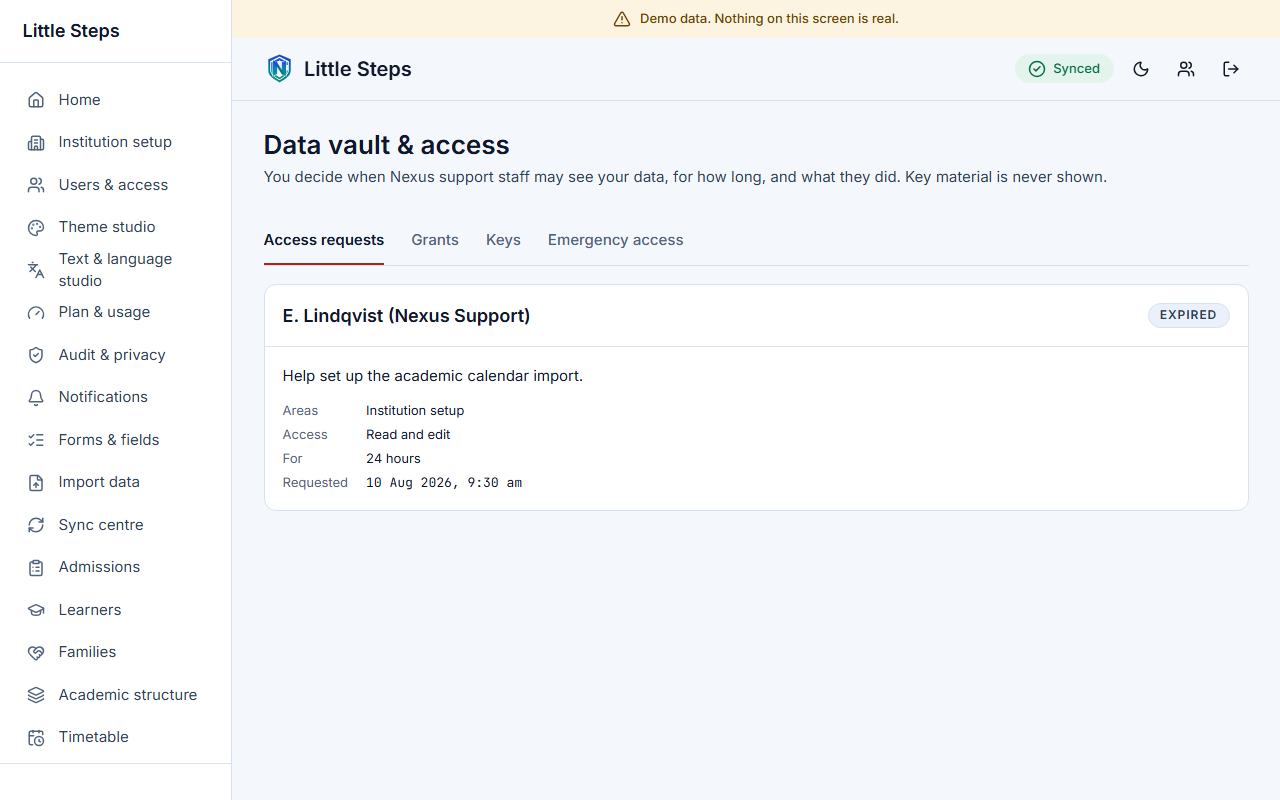 Little Steps
Home
Institution setup
Users & access
Theme studio
Text & language
studio
Plan & usage
Audit & privacy
Notifications
Forms & fields
Import data
Sync centre
Admissions
Learners
Families
Academic structure
Timetable
Demo data. Nothing on this screen is real.
Little Steps
Synced
Data vault & access
You decide when Nexus support staff may see your data, for how long, and what they did. Key material is never shown.
Access requests Grants Keys Emergency access
E. Lindqvist (Nexus Support) EXPIRED
Help set up the academic calendar import.
Areas Institution setup
Access Read and edit
For 24 hours
Requested 10 Aug 2026, 9:30 am